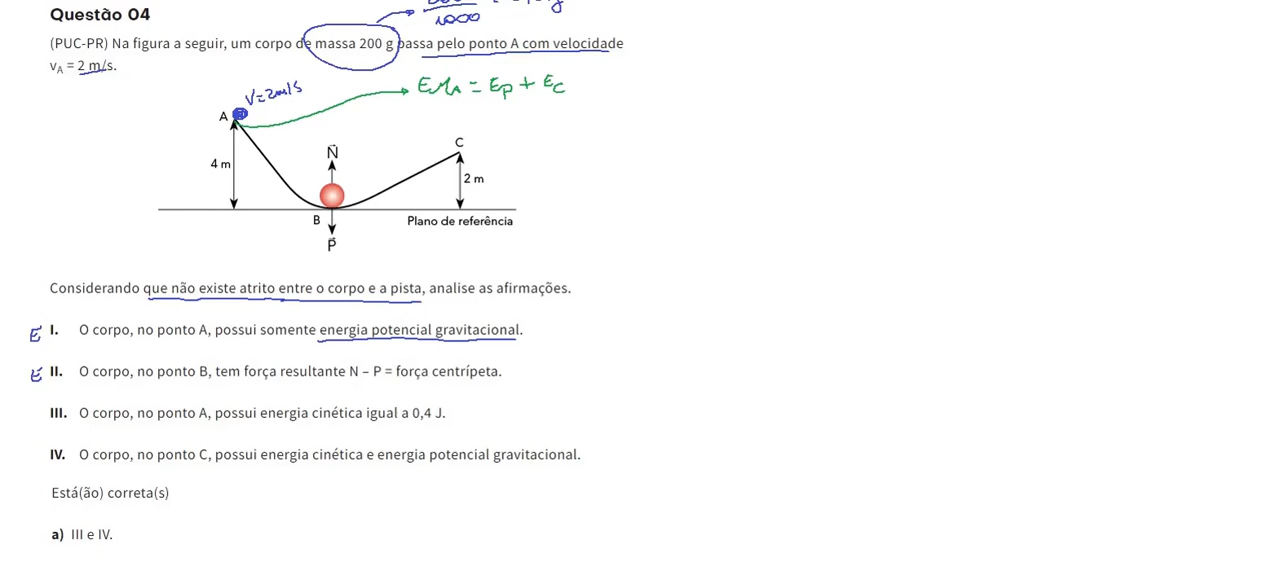 Questão 04
1000
(PUC-PR) Na figura a seguir, um corpo de massa 200 g passa pelo ponto A com velocidade
vA = 2 m/s.
V=2m/s
EMA = EP + EC
A
4 m
N
C
2 m
B
Plano de referência
P
Considerando que não existe atrito entre o corpo e a pista, analise as afirmações.
E I. O corpo, no ponto A, possui somente energia potencial gravitacional.
E II. O corpo, no ponto B, tem força resultante N – P = força centrípeta.
III. O corpo, no ponto A, possui energia cinética igual a 0,4 J.
IV. O corpo, no ponto C, possui energia cinética e energia potencial gravitacional.
Está(ão) correta(s)
a) III e IV.